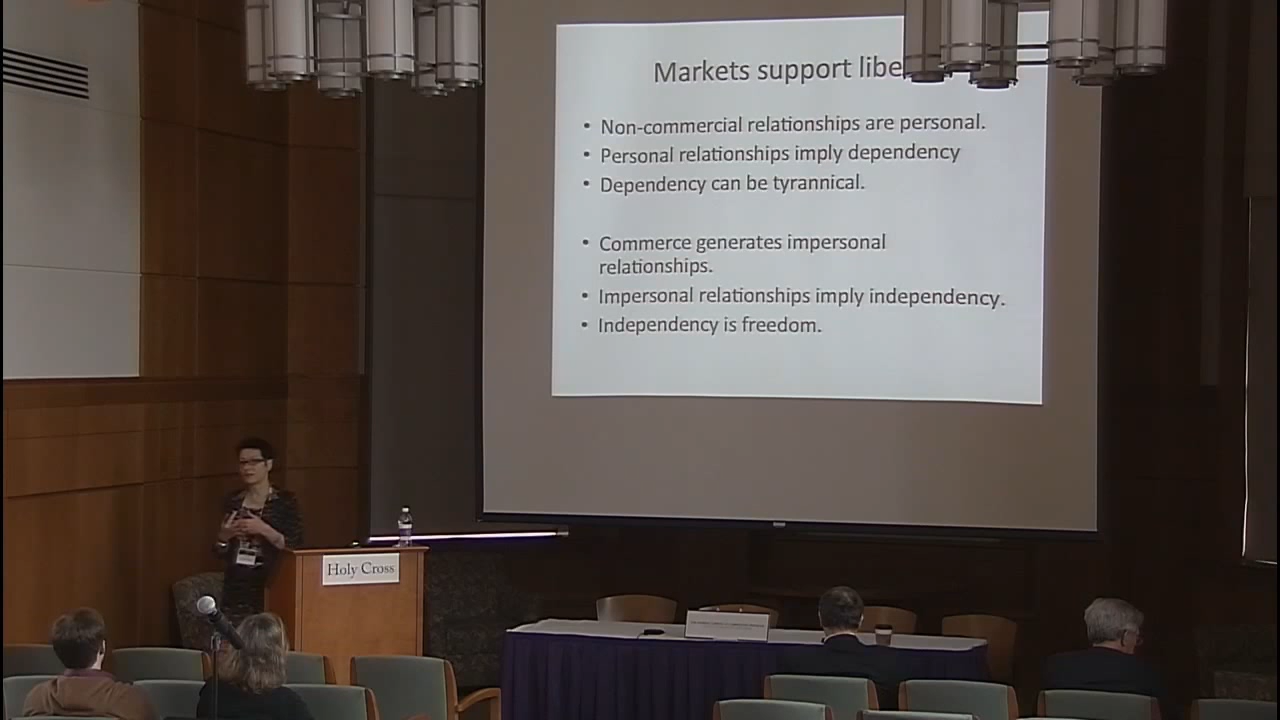 Markets support libe
• Non-commercial relationships are personal.
• Personal relationships imply dependency
• Dependency can be tyrannical.
• Commerce generates impersonal
relationships.
• Impersonal relationships imply independency.
• Independency is freedom.
Holy Cross